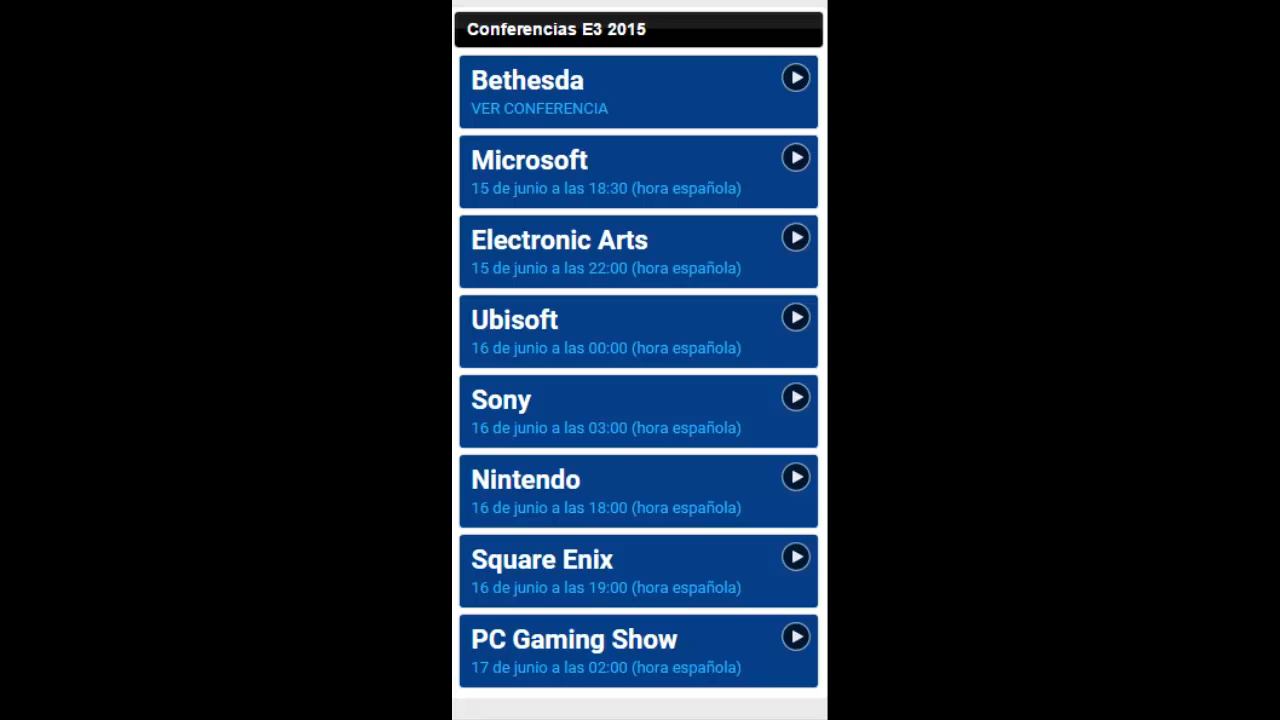 Conferencias E3 2015
Bethesda
VER CONFERENCIA
Microsoft
15 de junio a las 18:30 (hora española)
Electronic Arts
15 de junio a las 22:00 (hora española)
Ubisoft
16 de junio a las 00:00 (hora española)
Sony
16 de junio a las 03:00 (hora española)
Nintendo
16 de junio a las 18:00 (hora española)
Square Enix
16 de junio a las 19:00 (hora española)
PC Gaming Show
17 de junio a las 02:00 (hora española)